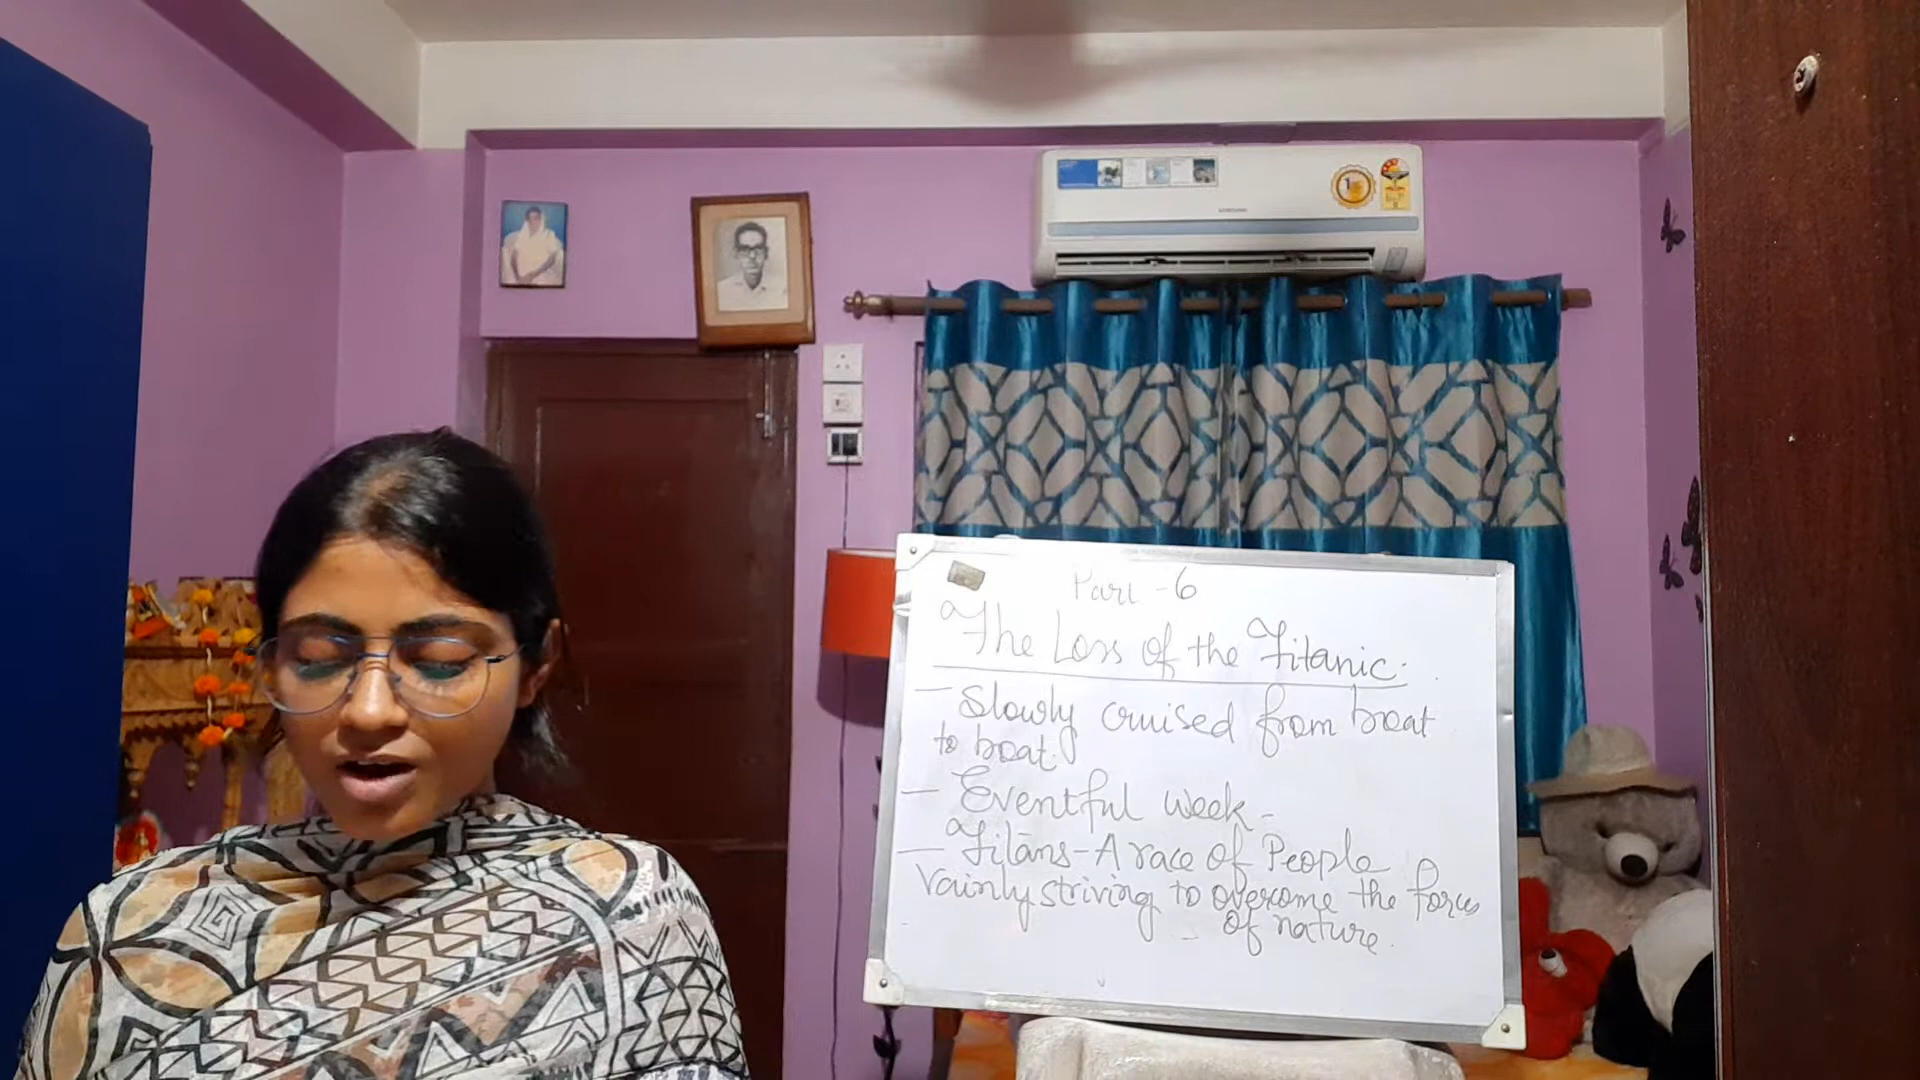 Part - 6
The Loss of the Titanic.
— Slowly cruised from boat
to boat.
— Eventful week -
— Titans - A race of People
vainly striving to overcome the forces
of nature.
SAMSUNG